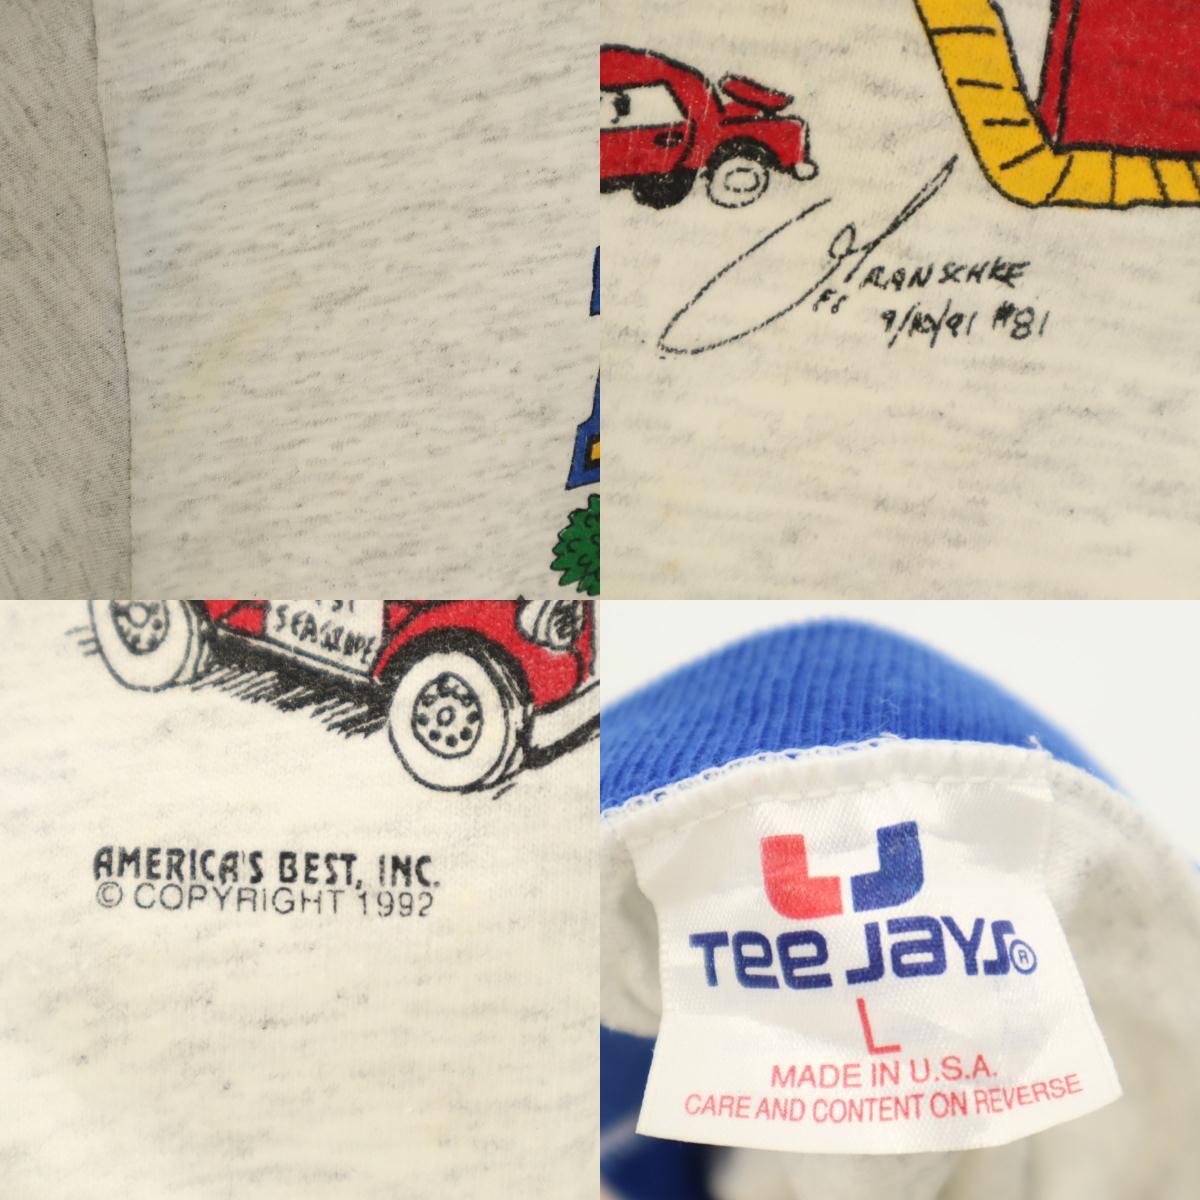 RANSCHKE
9/10/91 #81
SEAGRAPE
AMERICA'S BEST, INC.
© COPYRIGHT 1992
TEE JAYS®
L
MADE IN U.S.A.
CARE AND CONTENT ON REVERSE